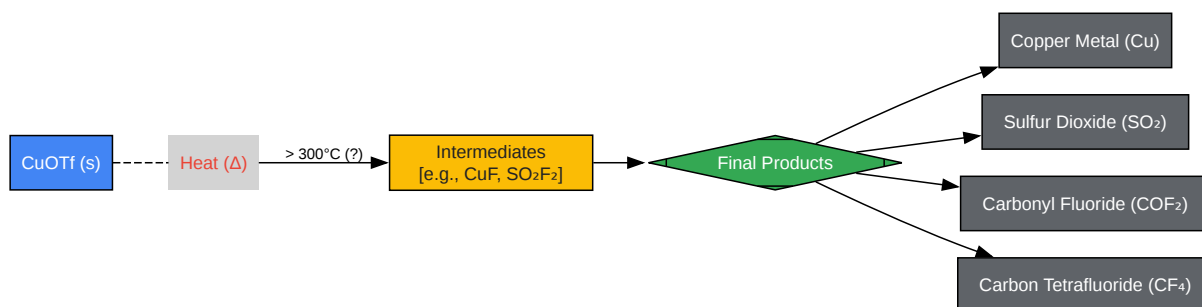 CuOTf (s)
Heat (Δ)
> 300°C (?)
Intermediates
[e.g., CuF, SO₂F₂]
Final Products
Copper Metal (Cu)
Sulfur Dioxide (SO₂)
Carbonyl Fluoride (COF₂)
Carbon Tetrafluoride (CF₄)